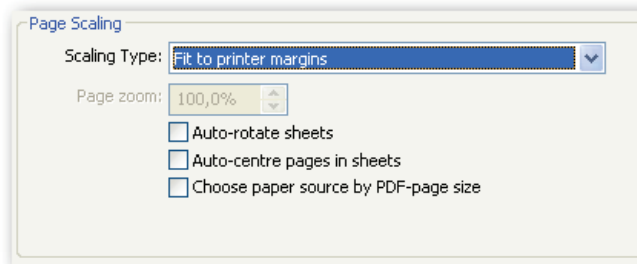 Page Scaling
Scaling Type: Fit to printer margins
Page zoom: 100,0%
Auto-rotate sheets
Auto-centre pages in sheets
Choose paper source by PDF-page size